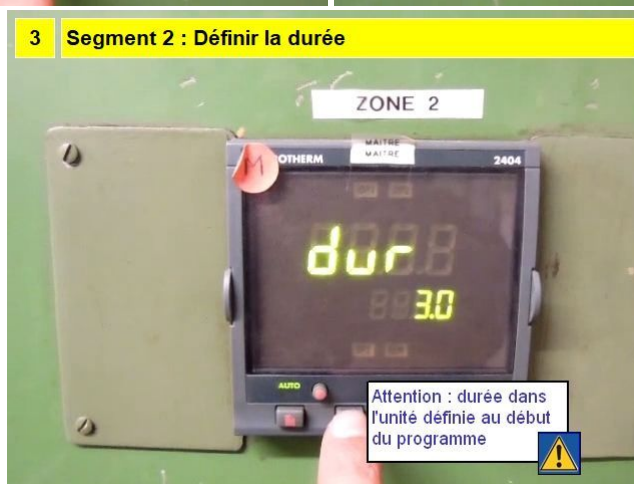 3 Segment 2 : Définir la durée
ZONE 2
MAITRE
MAITRE
M
OTHERM
2404
dur
3.0
AUTO
Attention : durée dans
l'unité définie au début
du programme